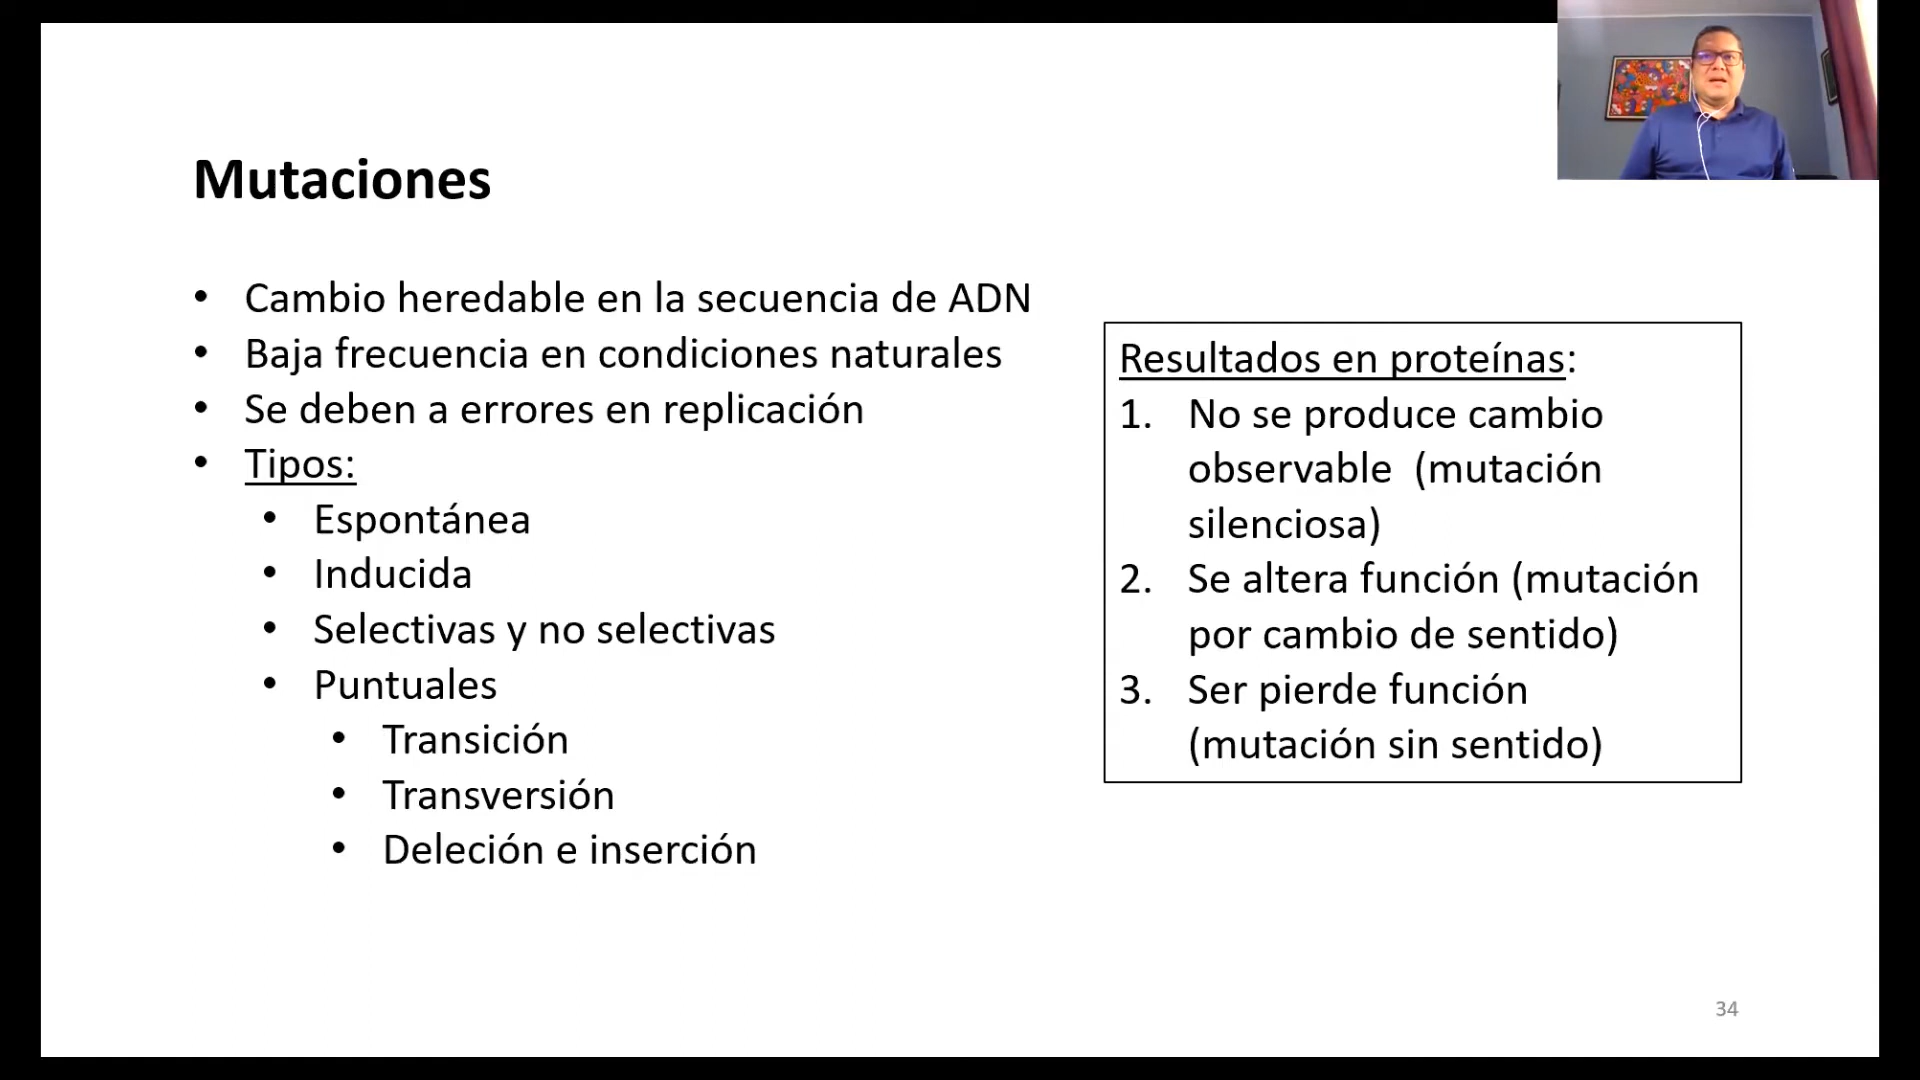 Mutaciones
• Cambio heredable en la secuencia de ADN
• Baja frecuencia en condiciones naturales
• Se deben a errores en replicación
• Tipos:
• Espontánea
• Inducida
• Selectivas y no selectivas
• Puntuales
• Transición
• Transversión
• Deleción e inserción
Resultados en proteínas:
1. No se produce cambio
observable (mutación
silenciosa)
2. Se altera función (mutación
por cambio de sentido)
3. Ser pierde función
(mutación sin sentido)
34